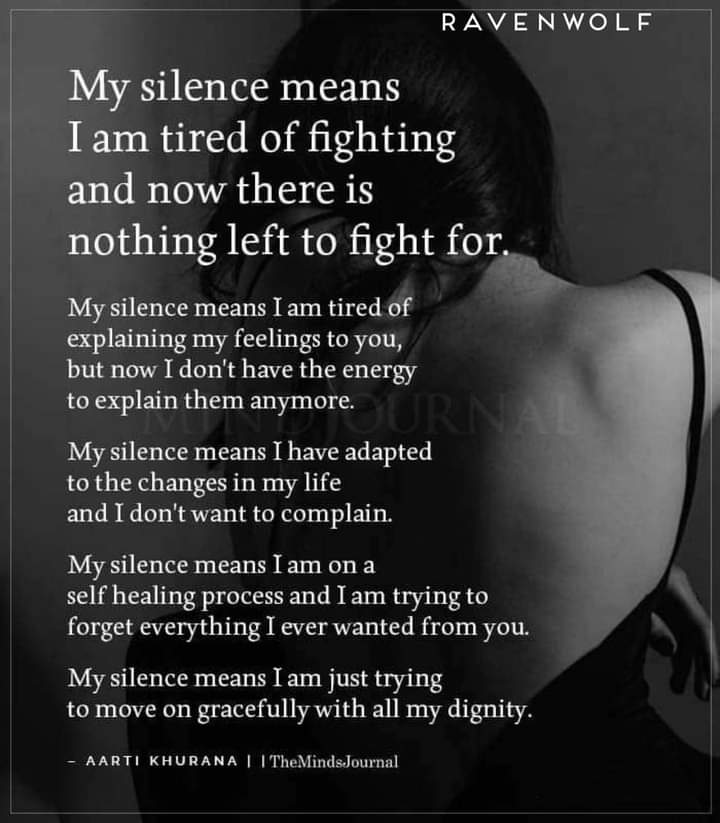 RAVENWOLF
My silence means
I am tired of fighting
and now there is
nothing left to fight for.
My silence means I am tired of
explaining my feelings to you,
but now I don't have the energy
to explain them anymore.
MIND JOURNAL
My silence means I have adapted
to the changes in my life
and I don't want to complain.
My silence means I am on a
self healing process and I am trying to
forget everything I ever wanted from you.
My silence means I am just trying
to move on gracefully with all my dignity.
– AARTI KHURANA | | TheMindsJournal